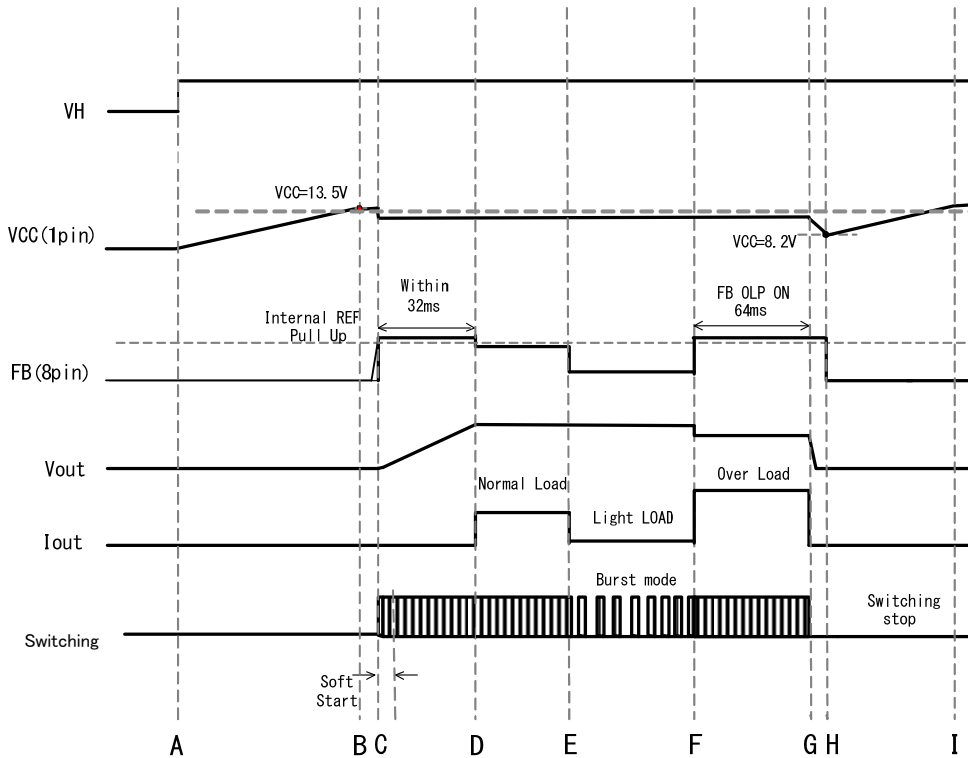 VH
VCC=13.5V
VCC(1pin)
VCC=8.2V
Within
32ms
FB OLP ON
64ms
Internal REF
Pull Up
FB(8pin)
Vout
Normal Load
Over Load
Iout
Light LOAD
Burst mode
Switching
stop
Switching
Soft
Start
A B C D E F G H I